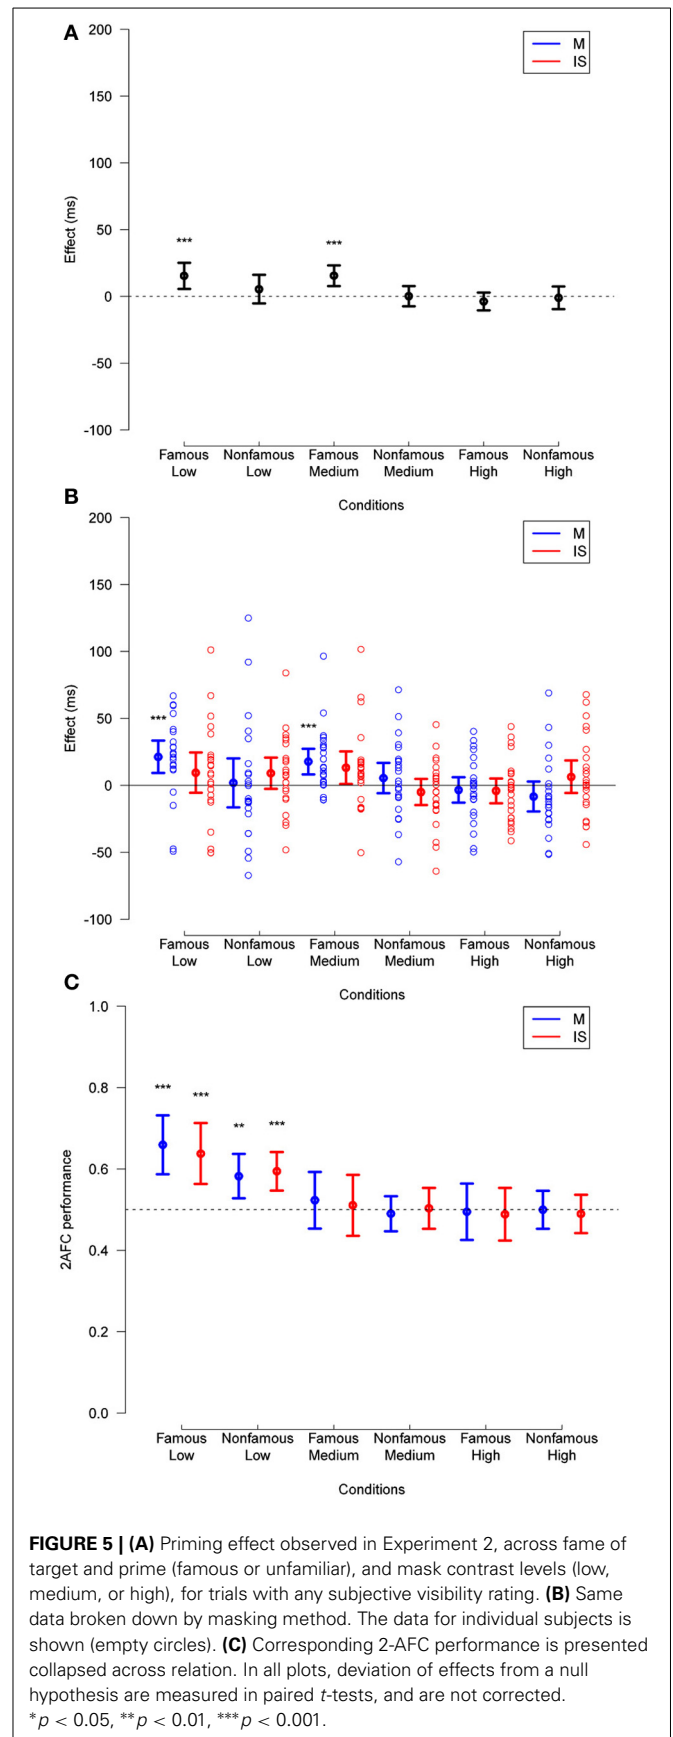 A
200
150
100
50
0
-50
-100
Effect (ms)
M
IS
***
***
Famous Nonfamous Famous Nonfamous Famous Nonfamous
Low Low Medium Medium High High
Conditions
B
200
150
100
50
0
-50
-100
Effect (ms)
M
IS
***
***
Famous Nonfamous Famous Nonfamous Famous Nonfamous
Low Low Medium Medium High High
Conditions
C
1.0
0.8
0.6
0.4
0.2
0.0
2AFC performance
M
IS
***
***
**
***
Famous Nonfamous Famous Nonfamous Famous Nonfamous
Low Low Medium Medium High High
Conditions
FIGURE 5 | (A) Priming effect observed in Experiment 2, across fame of
target and prime (famous or unfamiliar), and mask contrast levels (low,
medium, or high), for trials with any subjective visibility rating. (B) Same
data broken down by masking method. The data for individual subjects is
shown (empty circles). (C) Corresponding 2-AFC performance is presented
collapsed across relation. In all plots, deviation of effects from a null
hypothesis are measured in paired t-tests, and are not corrected.
*p < 0.05, **p < 0.01, ***p < 0.001.